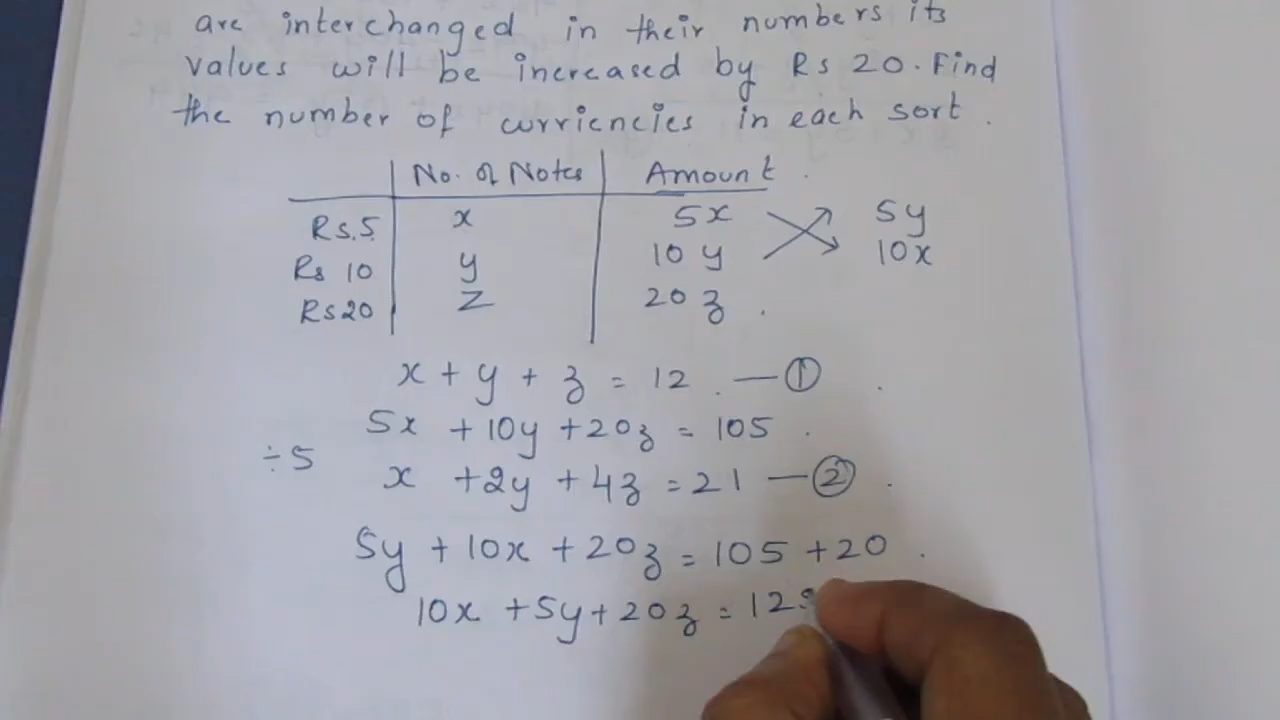 are interchanged in their numbers its
values will be increased by Rs 20. Find
the number of curriencies in each sort.
No. of Notes Amount.
Rs.5 x 5x 5y
Rs 10 y 10y 10x
Rs20 z 20z.
x + y + z = 12. — ①
5x + 10y + 20z = 105.
÷5 x + 2y + 4z = 21 — ②.
5y + 10x + 20z = 105 + 20.
10x + 5y + 20z = 12